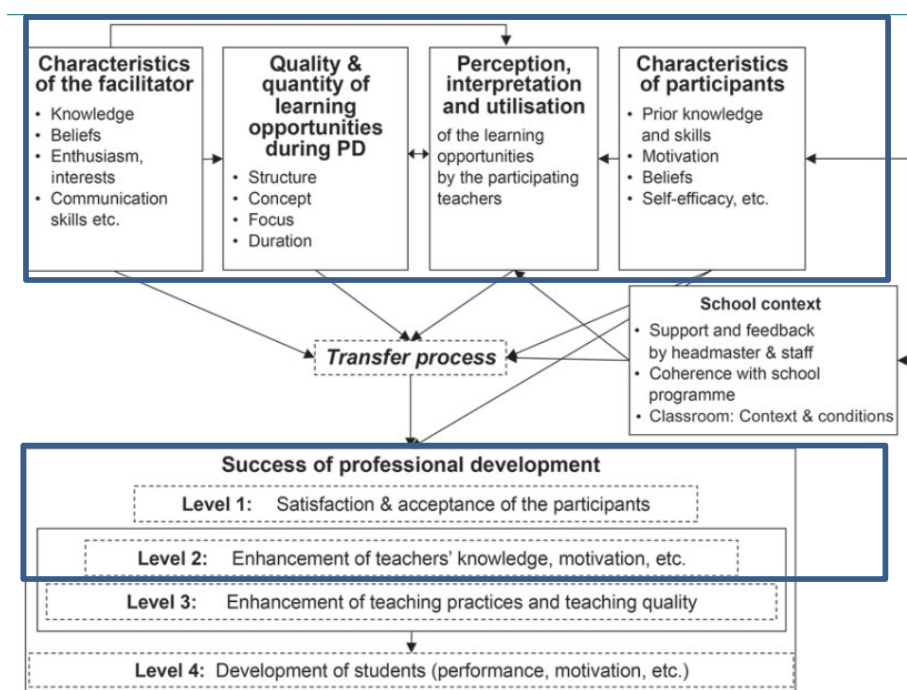 Characteristics
of the facilitator
• Knowledge
• Beliefs
• Enthusiasm,
interests
• Communication
skills etc.
Quality &
quantity of
learning
opportunities
during PD
• Structure
• Concept
• Focus
• Duration
Perception,
interpretation
and utilisation
of the learning
opportunities
by the participating
teachers
Characteristics
of participants
• Prior knowledge
and skills
• Motivation
• Beliefs
• Self-efficacy, etc.
School context
• Support and feedback
by headmaster & staff
• Coherence with school
programme
• Classroom: Context & conditions
Transfer process
Success of professional development
Level 1: Satisfaction & acceptance of the participants
Level 2: Enhancement of teachers' knowledge, motivation, etc.
Level 3: Enhancement of teaching practices and teaching quality
Level 4: Development of students (performance, motivation, etc.)